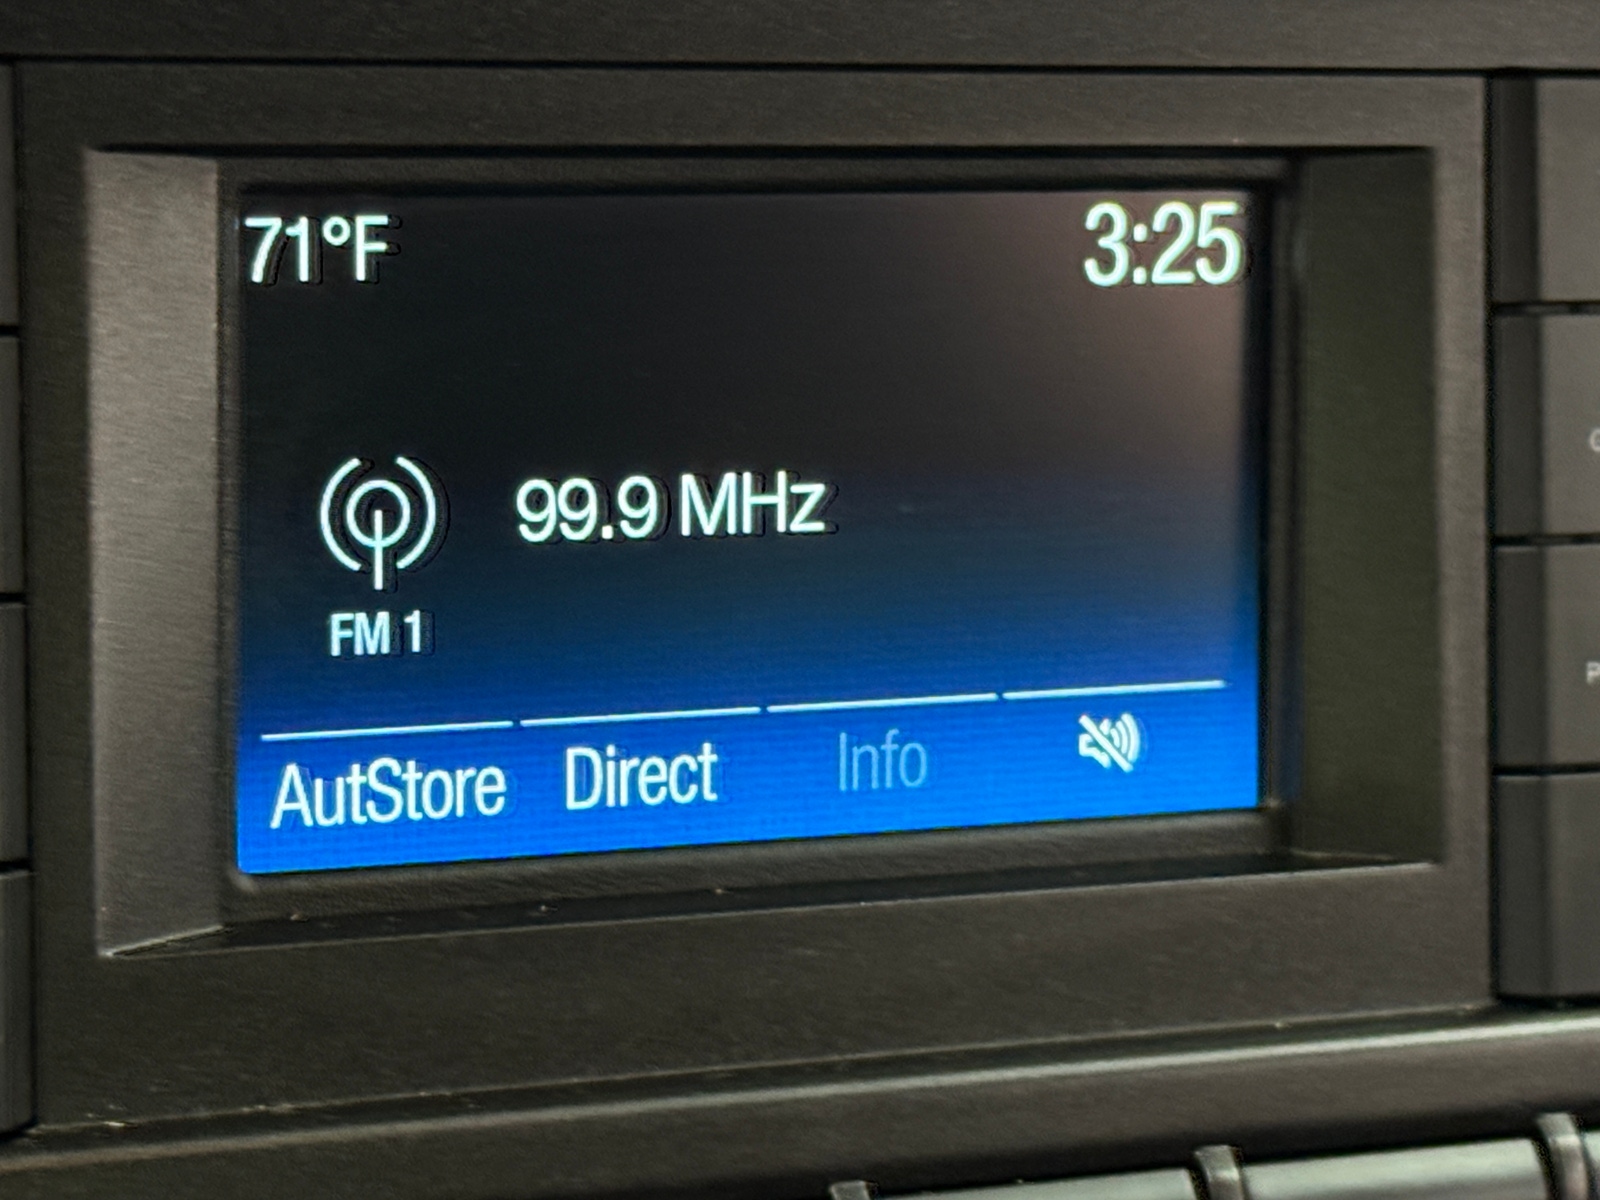 71°F 3:25
99.9 MHz
FM 1
AutStore Direct Info